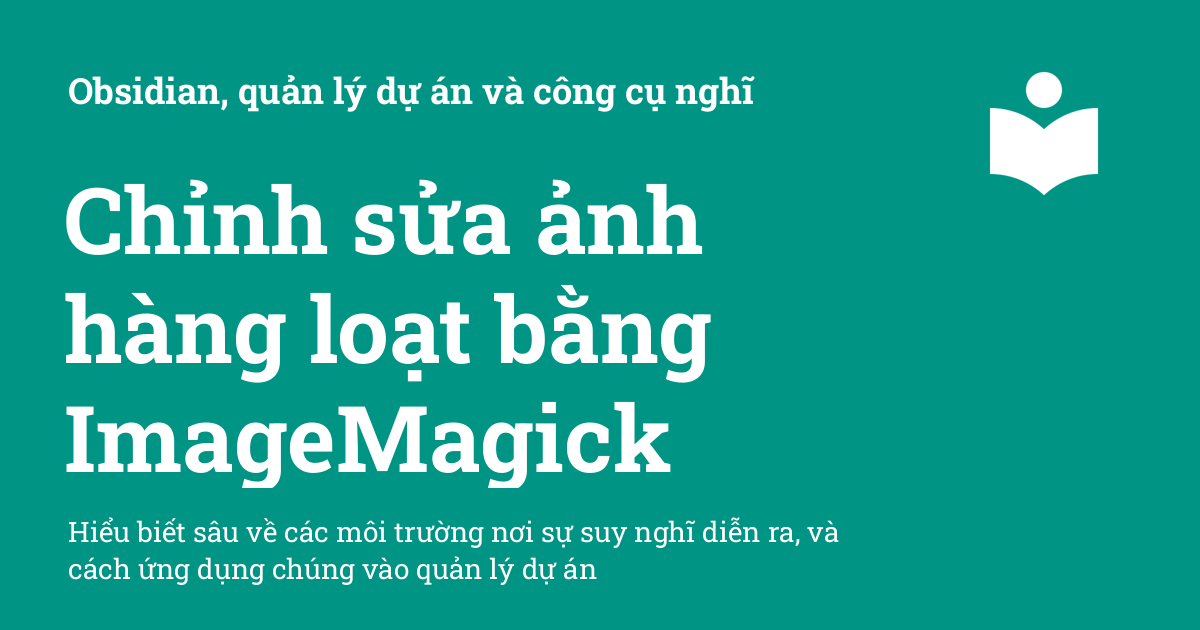 Obsidian, quản lý dự án và công cụ nghĩ
Chỉnh sửa ảnh
hàng loạt bằng
ImageMagick
Hiểu biết sâu về các môi trường nơi sự suy nghĩ diễn ra, và
cách ứng dụng chúng vào quản lý dự án